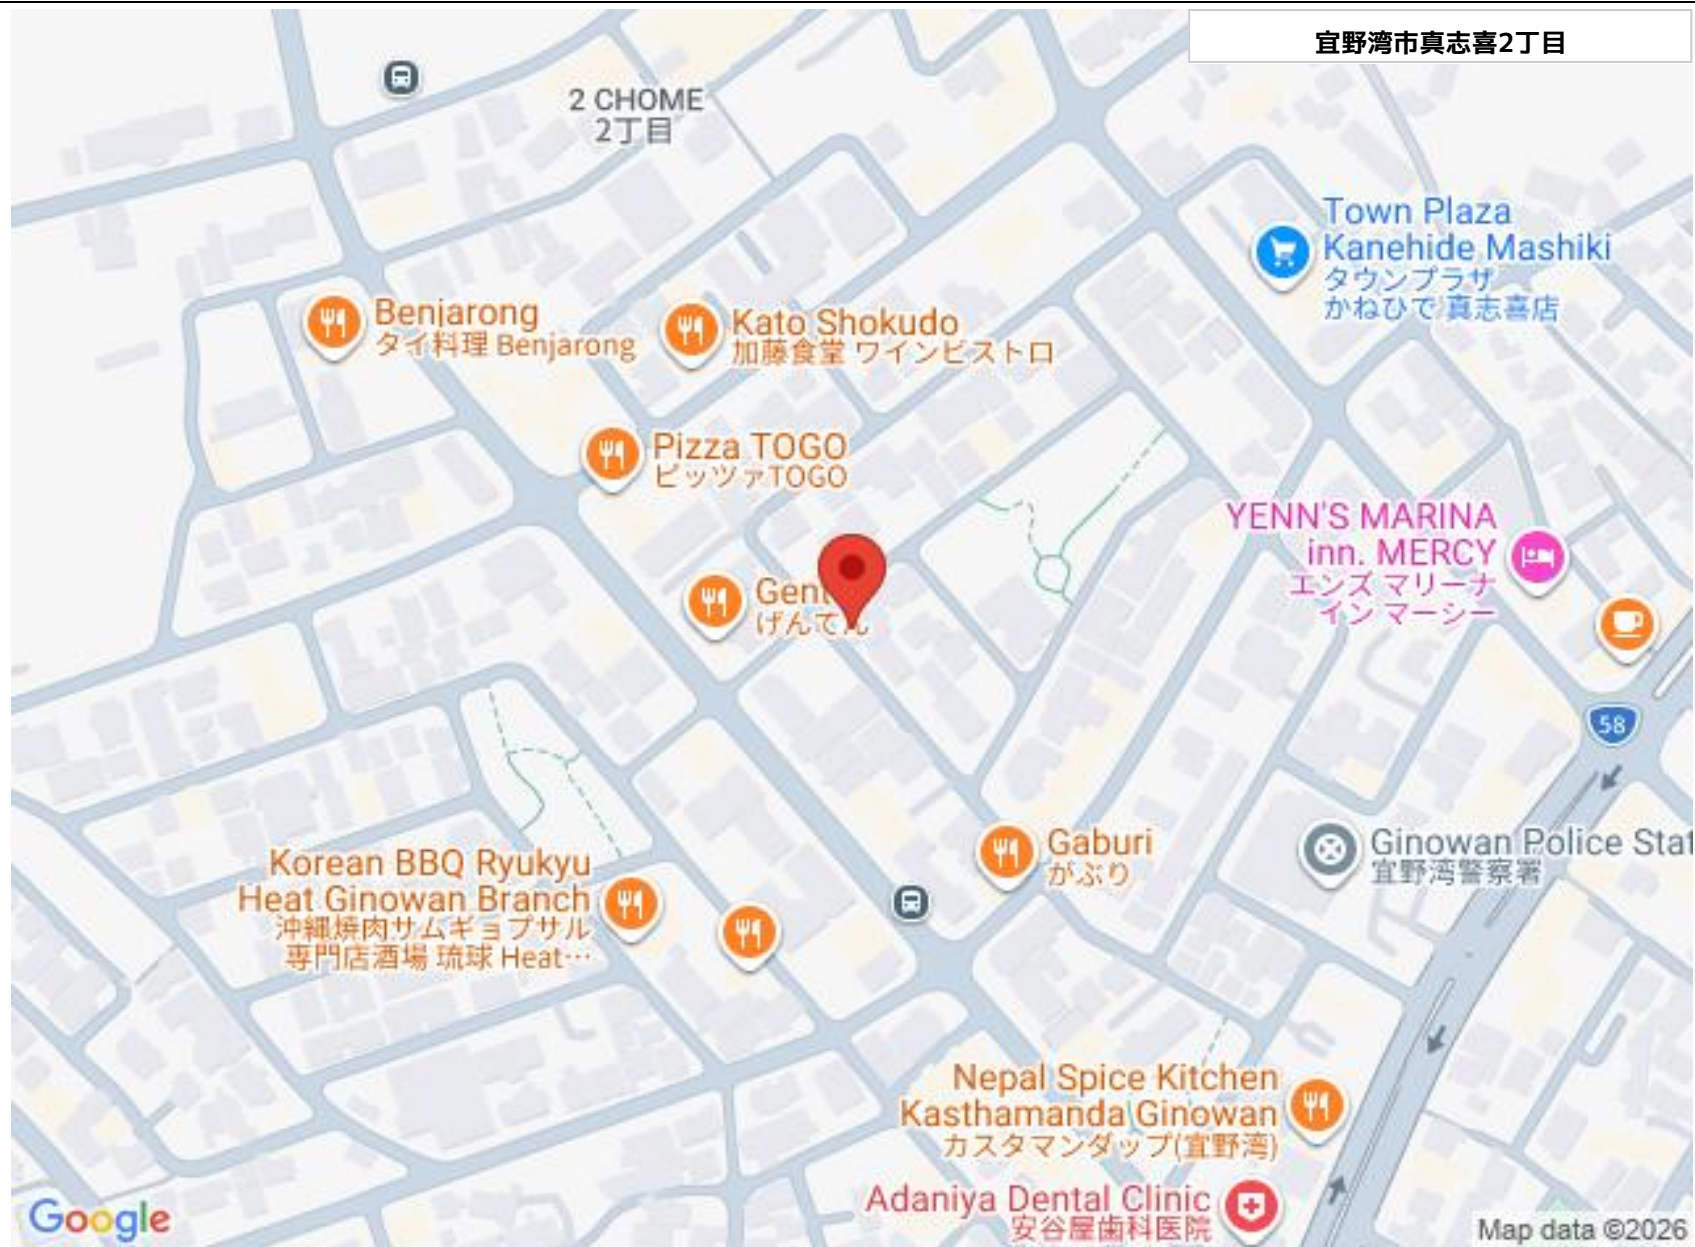 宜野湾市真志喜2丁目
2 CHOME
2丁目
Town Plaza
Kanehide Mashiki
タウンプラザ
かねひで 真志喜店
Benjarong
タイ料理 Benjarong
Kato Shokudo
加藤食堂 ワインビストロ
Pizza TOGO
ピッツァTOGO
YENN'S MARINA
inn. MERCY
エンズ マリーナ
イン マーシー
Gen
げんてん
58
Gaburi
がぶり
Ginowan Police Stat
宜野湾警察署
Korean BBQ Ryukyu
Heat Ginowan Branch
沖縄焼肉サムギョプサル
専門店酒場 琉球 Heat…
Nepal Spice Kitchen
Kasthamanda Ginowan
カスタマンダップ(宜野湾)
Adaniya Dental Clinic
安谷屋歯科医院
Google
Map data ©2026